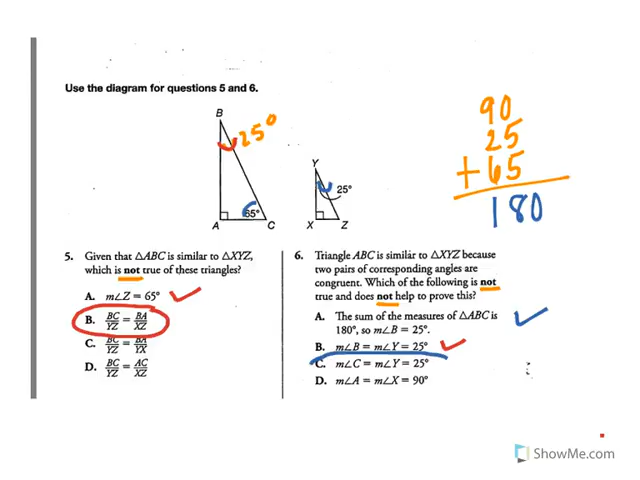 Use the diagram for questions 5 and 6.
B
25°
65°
A
C
Y
25°
X
Z
90
25
+ 65
180
5. Given that △ABC is similar to △XYZ,
which is not true of these triangles?
A. m∠Z = 65°
B. BC/YZ = BA/XZ
C. BC/YZ = BA/YX
D. BC/YZ = AC/XZ
6. Triangle ABC is similar to △XYZ because
two pairs of corresponding angles are
congruent. Which of the following is not
true and does not help to prove this?
A. The sum of the measures of △ABC is
180°, so m∠B = 25°.
B. m∠B = m∠Y = 25°
C. m∠C = m∠Y = 25°
D. m∠A = m∠X = 90°
ShowMe.com